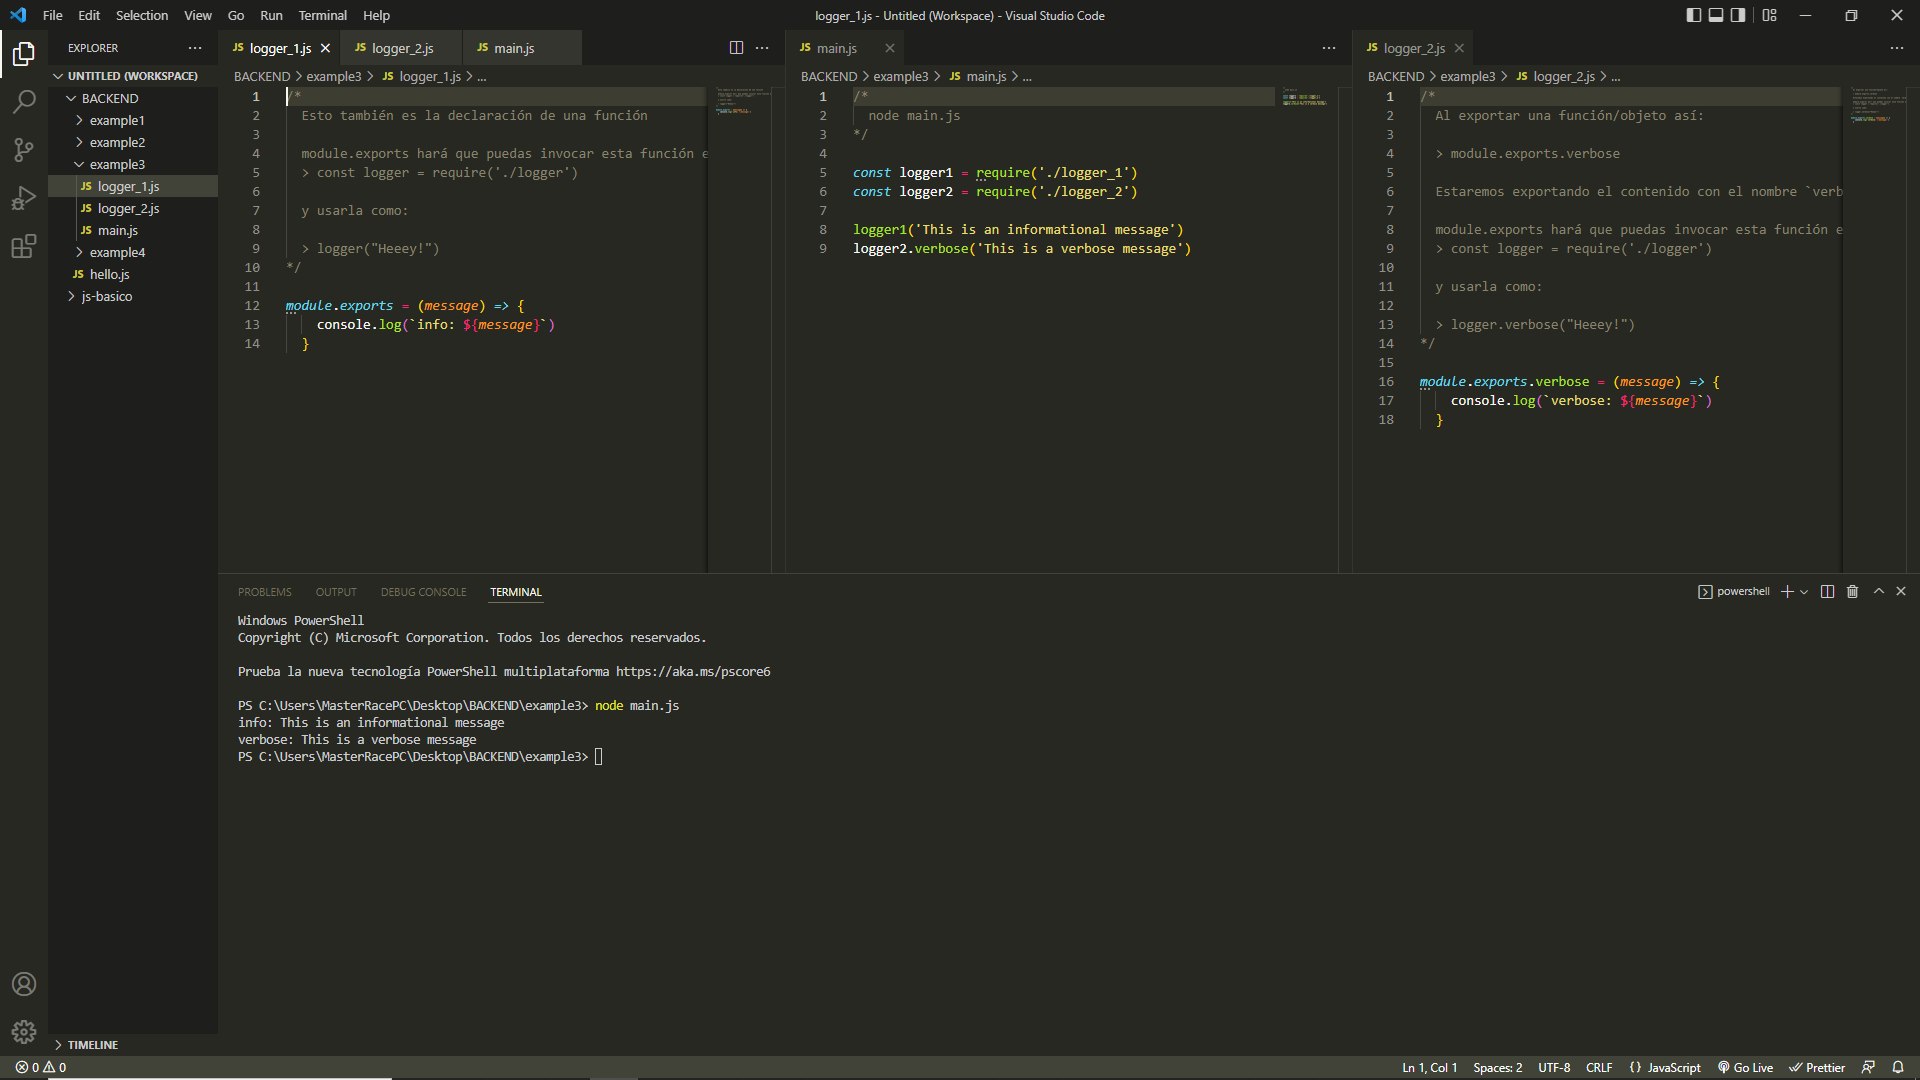 File Edit Selection View Go Run Terminal Help
logger_1.js - Untitled (Workspace) - Visual Studio Code
EXPLORER
UNTITLED (WORKSPACE)
BACKEND
example1
example2
example3
JS logger_1.js
JS logger_2.js
JS main.js
example4
JS hello.js
js-basico
TIMELINE
JS logger_1.js
JS logger_2.js
JS main.js
BACKEND > example3 > JS logger_1.js > ...
1 /*
2 Esto también es la declaración de una función
3
4 module.exports hará que puedas invocar esta función e
5 > const logger = require('./logger')
6
7 y usarla como:
8
9 > logger("Heeey!")
10 */
11
12 module.exports = (message) => {
13 console.log(`info: ${message}`)
14 }
JS main.js
BACKEND > example3 > JS main.js > ...
1 /*
2 node main.js
3 */
4
5 const logger1 = require('./logger_1')
6 const logger2 = require('./logger_2')
7
8 logger1('This is an informational message')
9 logger2.verbose('This is a verbose message')
JS logger_2.js
BACKEND > example3 > JS logger_2.js > ...
1 /*
2 Al exportar una función/objeto así:
3
4 > module.exports.verbose
5
6 Estaremos exportando el contenido con el nombre `verb
7
8 module.exports hará que puedas invocar esta función e
9 > const logger = require('./logger')
10
11 y usarla como:
12
13 > logger.verbose("Heeey!")
14 */
15
16 module.exports.verbose = (message) => {
17 console.log(`verbose: ${message}`)
18 }
PROBLEMS OUTPUT DEBUG CONSOLE TERMINAL
powershell
Windows PowerShell
Copyright (C) Microsoft Corporation. Todos los derechos reservados.
Prueba la nueva tecnología PowerShell multiplataforma https://aka.ms/pscore6
PS C:\Users\MasterRacePC\Desktop\BACKEND\example3> node main.js
info: This is an informational message
verbose: This is a verbose message
PS C:\Users\MasterRacePC\Desktop\BACKEND\example3>
0 0
Ln 1, Col 1 Spaces: 2 UTF-8 CRLF {} JavaScript Go Live Prettier